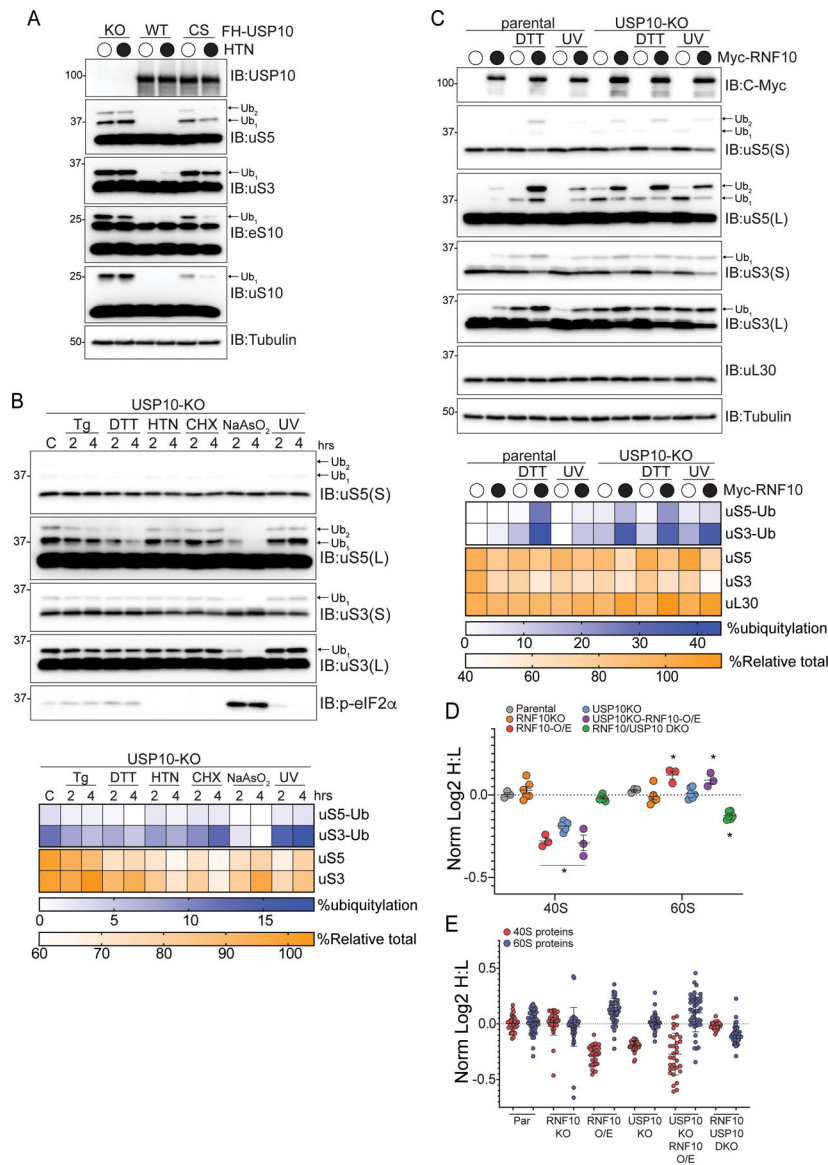 A
KO WT CS FH-USP10
HTN
100
IB:USP10
Ub2
37
Ub1
IB:uS5
37
Ub1
IB:uS3
25
Ub1
IB:eS10
25
Ub1
IB:uS10
50
IB:Tubulin
B
USP10-KO
Tg DTT HTN CHX NaAsO2 UV
C 2 4 2 4 2 4 2 4 2 4 2 4 hrs
Ub2
37
Ub1
IB:uS5(S)
Ub2
37
Ub1
IB:uS5(L)
37
Ub1
IB:uS3(S)
37
Ub1
IB:uS3(L)
37
IB:p-eIF2α
USP10-KO
Tg DTT HTN CHX NaAsO2 UV
C 2 4 2 4 2 4 2 4 2 4 2 4 hrs
uS5-Ub
uS3-Ub
uS5
uS3
%ubiquitylation
0 5 10 15
%Relative total
60 70 80 90 100
C
parental USP10-KO
DTT UV DTT UV
Myc-RNF10
100
IB:C-Myc
Ub2
Ub1
IB:uS5(S)
Ub2
37
Ub1
IB:uS5(L)
37
Ub1
IB:uS3(S)
37
Ub1
IB:uS3(L)
IB:uL30
50
IB:Tubulin
parental USP10-KO
DTT UV DTT UV
Myc-RNF10
uS5-Ub
uS3-Ub
uS5
uS3
uL30
%ubiquitylation
0 10 20 30 40
%Relative total
40 60 80 100
D
Parental USP10KO
RNF10KO USP10KO-RNF10-O/E
RNF10-O/E RNF10/USP10 DKO
Norm Log2 H:L
0.0
-0.5
* * * *
40S 60S
E
40S proteins
60S proteins
Norm Log2 H:L
0.5
0.0
-0.5
Par RNF10 RNF10 USP10 USP10 RNF10
KO O/E KO KO USP10
RNF10 DKO
O/E